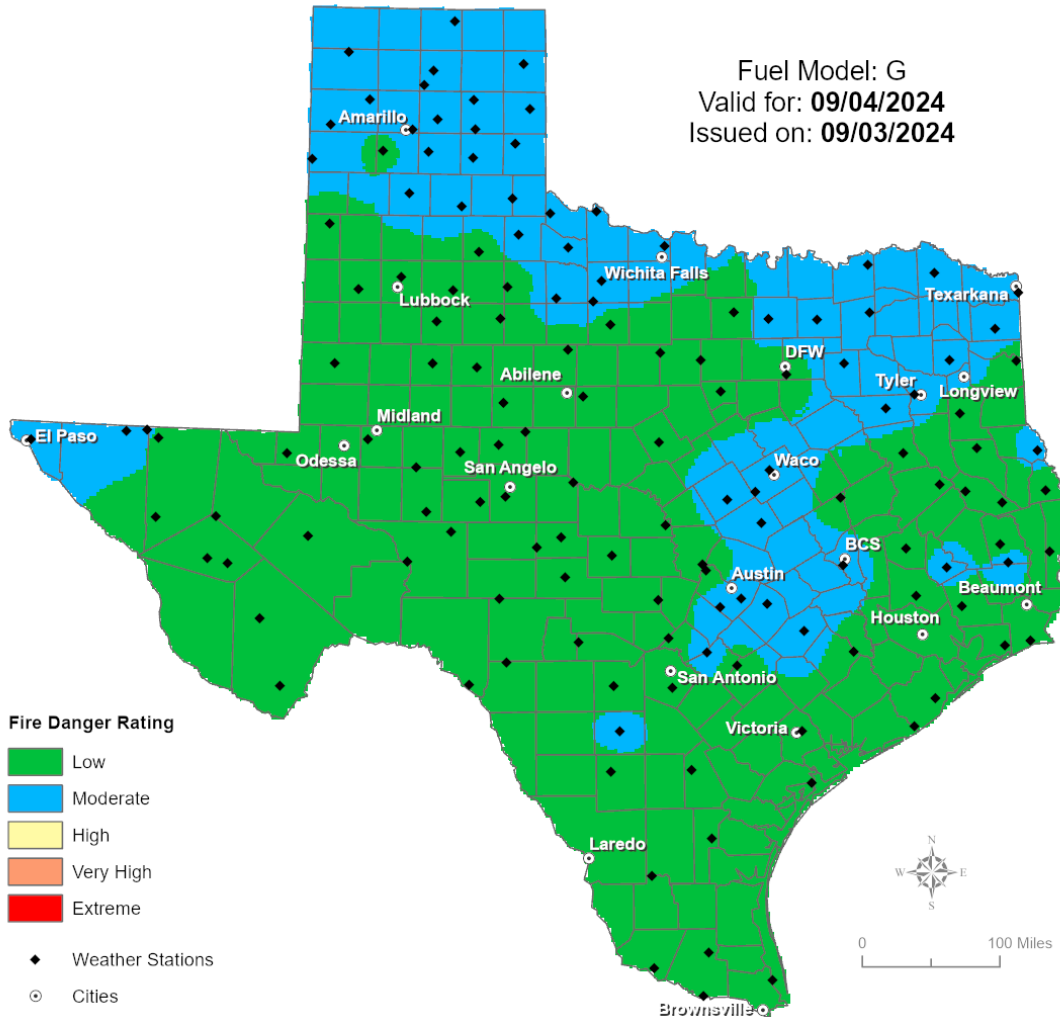 Fuel Model: G
Valid for: 09/04/2024
Issued on: 09/03/2024
Amarillo
Wichita Falls
Lubbock
Texarkana
DFW
Abilene
Tyler
Longview
Midland
El Paso
Odessa
San Angelo
Waco
BCS
Austin
Beaumont
Houston
San Antonio
Victoria
Laredo
Brownsville
Fire Danger Rating
Low
Moderate
High
Very High
Extreme
Weather Stations
Cities
N
W E
S
0 100 Miles